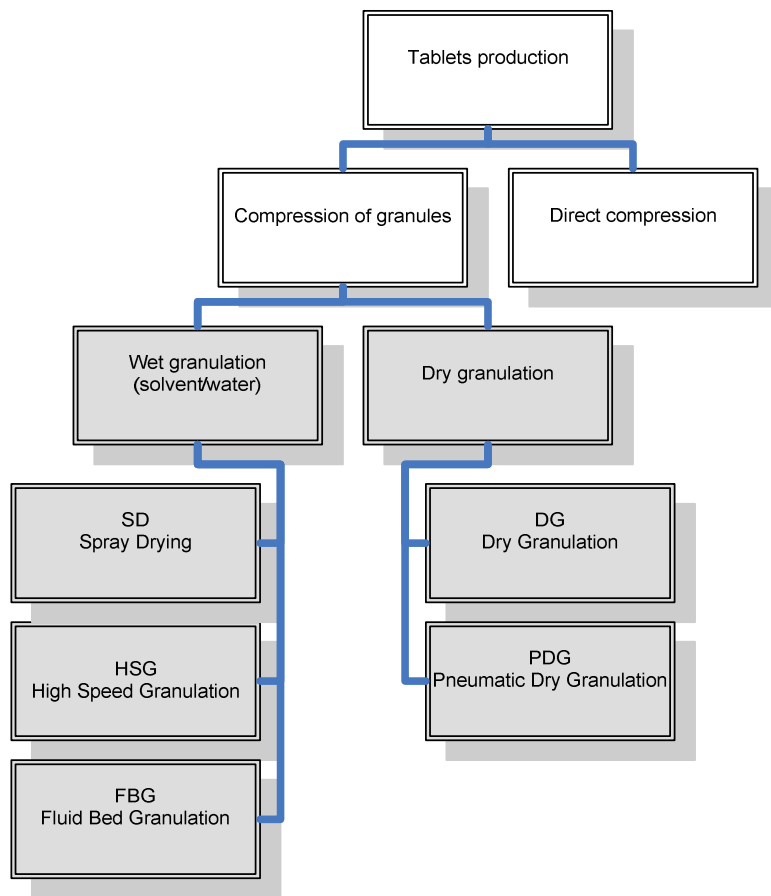 Tablets production
Compression of granules
Direct compression
Wet granulation
(solvent/water)
Dry granulation
SD
Spray Drying
DG
Dry Granulation
HSG
High Speed Granulation
PDG
Pneumatic Dry Granulation
FBG
Fluid Bed Granulation